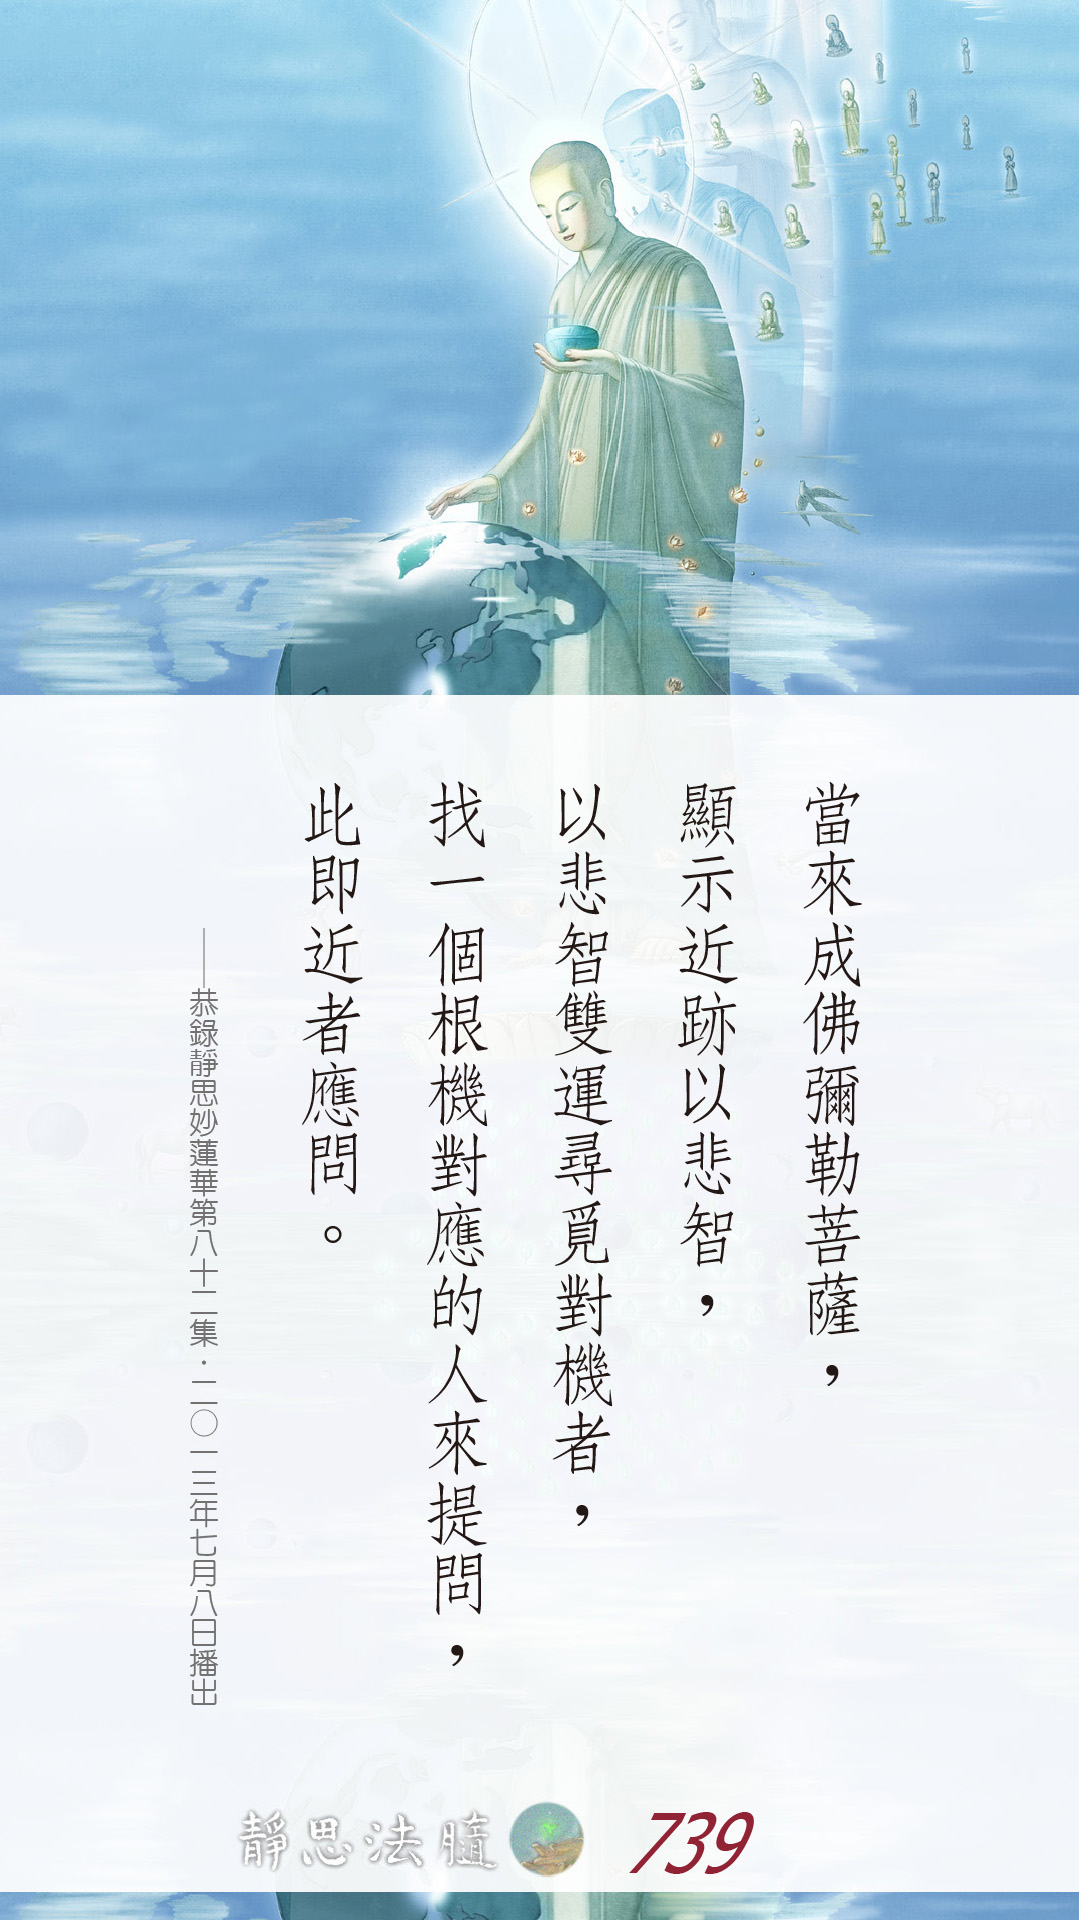 當來成佛彌勒菩薩，
顯示近跡以悲智，
以悲智雙運尋覓對機者，
找一個根機對應的人來提問，
此即近者應問。
——恭錄靜思妙蓮華第八十二集．二〇一三年七月八日播出
靜思法髓
739